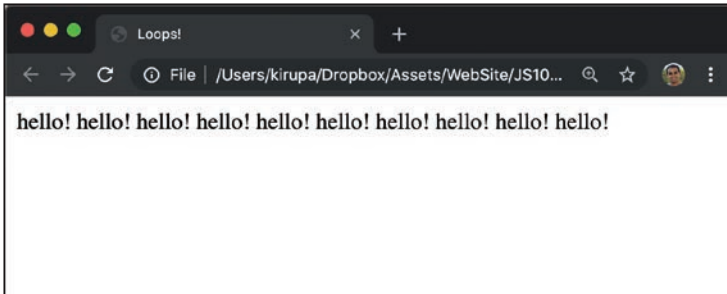 Loops!
File | /Users/kirupa/Dropbox/Assets/WebSite/JS10...
hello! hello! hello! hello! hello! hello! hello! hello! hello! hello!